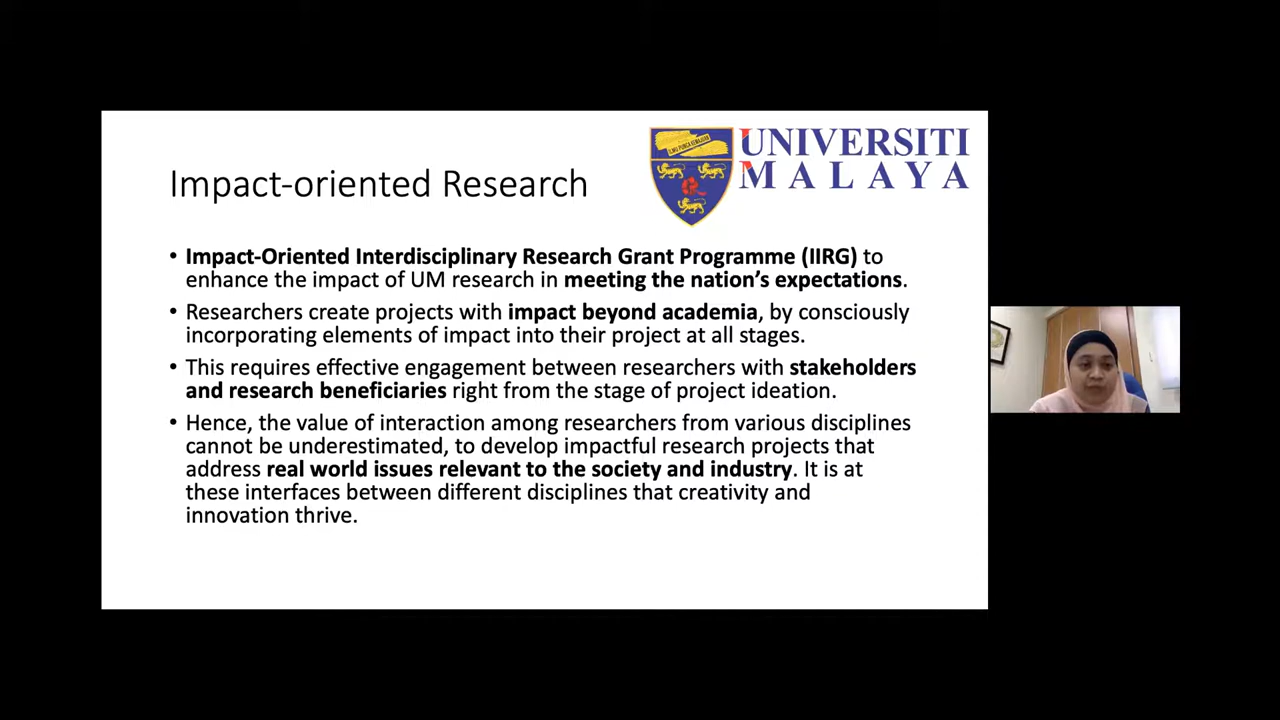 ILMU PUNCA KEMAJUAN
UNIVERSITI
MALAYA
Impact-oriented Research
• Impact-Oriented Interdisciplinary Research Grant Programme (IIRG) to
enhance the impact of UM research in meeting the nation’s expectations.
• Researchers create projects with impact beyond academia, by consciously
incorporating elements of impact into their project at all stages.
• This requires effective engagement between researchers with stakeholders
and research beneficiaries right from the stage of project ideation.
• Hence, the value of interaction among researchers from various disciplines
cannot be underestimated, to develop impactful research projects that
address real world issues relevant to the society and industry. It is at
these interfaces between different disciplines that creativity and
innovation thrive.